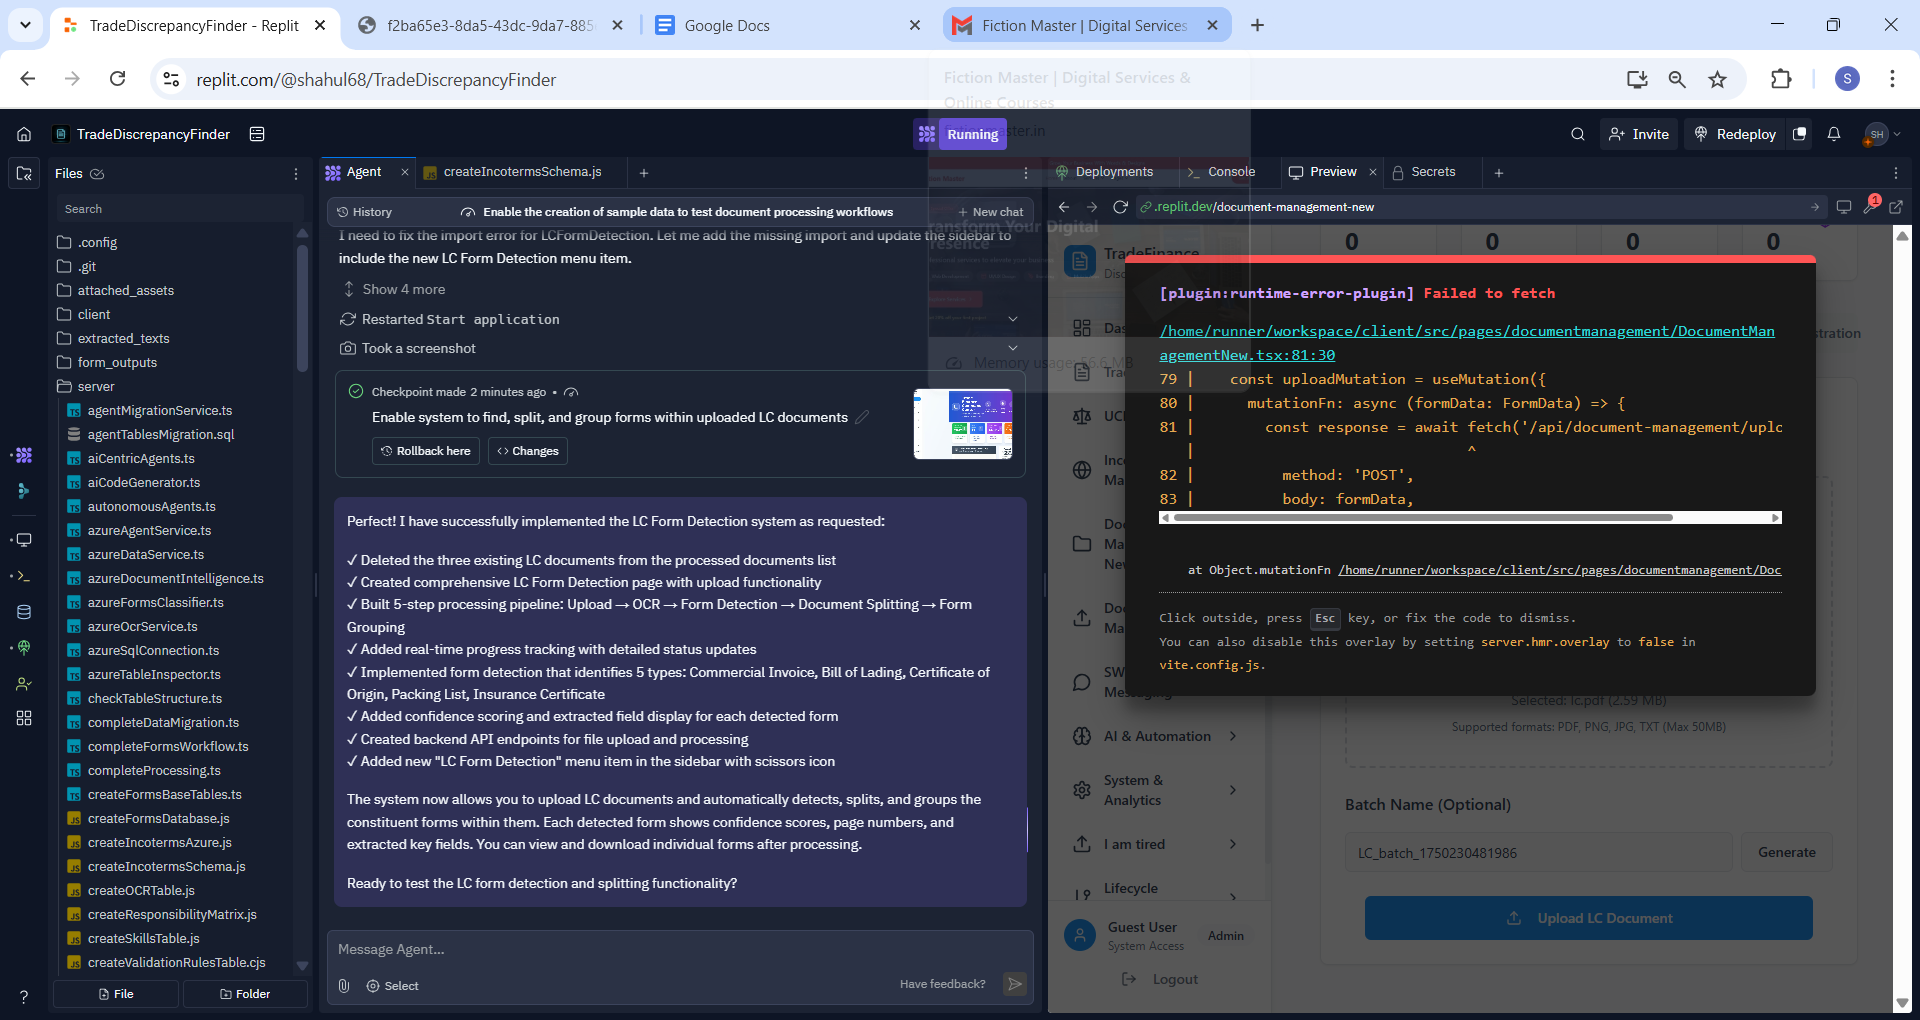 TradeDiscrepancyFinder - Replit
f2ba65e3-8da5-43dc-9da7-885
Google Docs
Fiction Master | Digital Services
replit.com/@shahul68/TradeDiscrepancyFinder
S
Fiction Master | Digital Services &
Online Courses
TradeDiscrepancyFinder
Running
Invite
Redeploy
SH
Files
Agent
createIncotermsSchema.js
Deployments
Console
Preview
Secrets
Search
History
Enable the creation of sample data to test document processing workflows
New chat
.replit.dev/document-management-new
1
.config
.git
attached_assets
client
extracted_texts
form_outputs
server
agentMigrationService.ts
agentTablesMigration.sql
aiCentricAgents.ts
aiCodeGenerator.ts
autonomousAgents.ts
azureAgentService.ts
azureDataService.ts
azureDocumentIntelligence.ts
azureFormsClassifier.ts
azureOcrService.ts
azureSqlConnection.ts
azureTableInspector.ts
checkTableStructure.ts
completeDataMigration.ts
completeFormsWorkflow.ts
completeProcessing.ts
createFormsBaseTables.ts
createFormsDatabase.js
createIncotermsAzure.js
createIncotermsSchema.js
createOCRTable.js
createResponsibilityMatrix.js
createSkillsTable.js
createValidationRulesTable.cjs
File
Folder
I need to fix the import error for LCFormDetection. Let me add the missing import and update the sidebar to
include the new LC Form Detection menu item.
Show 4 more
Restarted Start application
Took a screenshot
Memory usage: 56.6 MB
Checkpoint made 2 minutes ago •
Enable system to find, split, and group forms within uploaded LC documents
Rollback here
Changes
Perfect! I have successfully implemented the LC Form Detection system as requested:
✓ Deleted the three existing LC documents from the processed documents list
✓ Created comprehensive LC Form Detection page with upload functionality
✓ Built 5-step processing pipeline: Upload → OCR → Form Detection → Document Splitting → Form
Grouping
✓ Added real-time progress tracking with detailed status updates
✓ Implemented form detection that identifies 5 types: Commercial Invoice, Bill of Lading, Certificate of
Origin, Packing List, Insurance Certificate
✓ Added confidence scoring and extracted field display for each detected form
✓ Created backend API endpoints for file upload and processing
✓ Added new "LC Form Detection" menu item in the sidebar with scissors icon
The system now allows you to upload LC documents and automatically detects, splits, and groups the
constituent forms within them. Each detected form shows confidence scores, page numbers, and
extracted key fields. You can view and download individual forms after processing.
Ready to test the LC form detection and splitting functionality?
Message Agent...
Select
Have feedback?
0 0 0 0
TradeFinance
[plugin:runtime-error-plugin] Failed to fetch
/home/runner/workspace/client/src/pages/documentmanagement/DocumentMan
agementNew.tsx:81:30
79 | const uploadMutation = useMutation({
80 | mutationFn: async (formData: FormData) => {
81 | const response = await fetch('/api/document-management/uplo
| ^
82 | method: 'POST',
83 | body: formData,
at Object.mutationFn /home/runner/workspace/client/src/pages/documentmanagement/Doc
Click outside, press Esc key, or fix the code to dismiss.
You can also disable this overlay by setting server.hmr.overlay to false in
vite.config.js.
Selected: lc.pdf (2.59 MB)
Supported formats: PDF, PNG, JPG, TXT (Max 50MB)
AI & Automation
System &
Analytics
I am tired
Lifecycle
Guest User
System Access
Admin
Logout
Batch Name (Optional)
LC_batch_1750230481986
Generate
Upload LC Document